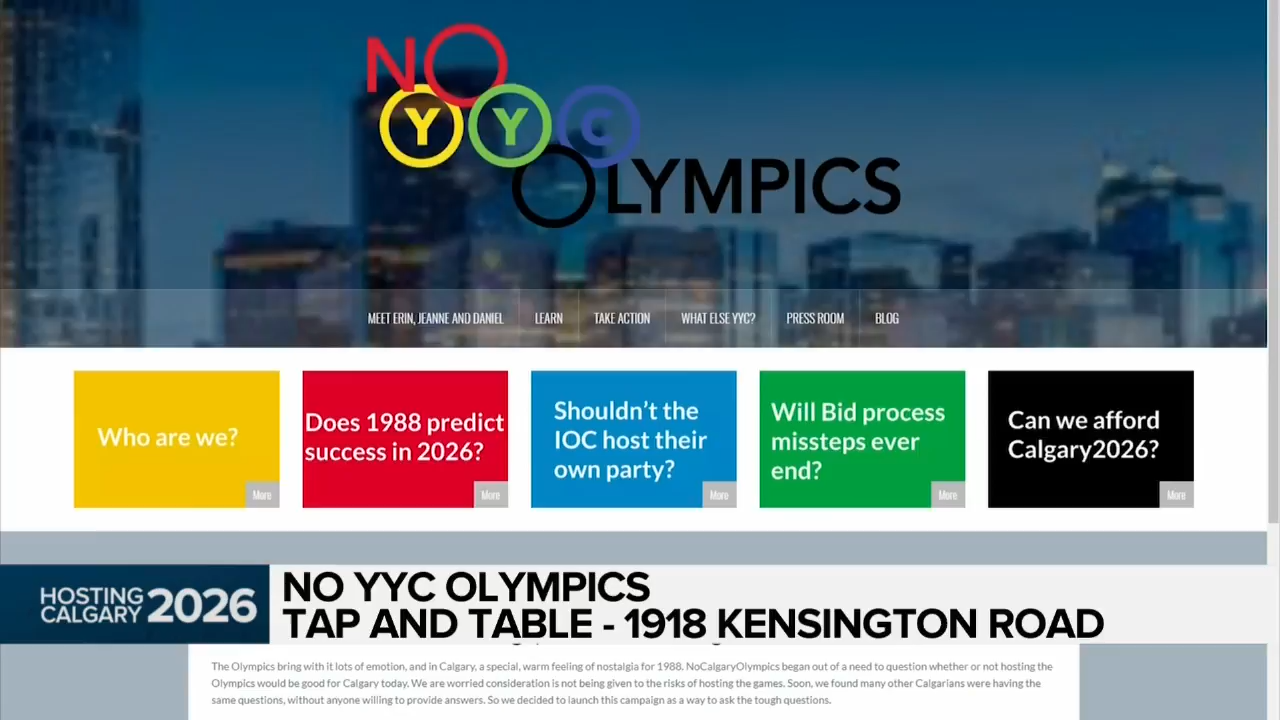 NO
YYC
OLYMPICS
MEET ERIN, JEANNE AND DANIEL LEARN TAKE ACTION WHAT ELSE YYC? PRESS ROOM BLOG
Who are we?
More
Does 1988 predict
success in 2026?
More
Shouldn't the
IOC host their
own party?
More
Will Bid process
missteps ever
end?
More
Can we afford
Calgary2026?
More
HOSTING
CALGARY 2026
NO YYC OLYMPICS
TAP AND TABLE - 1918 KENSINGTON ROAD
The Olympics bring with it lots of emotion, and in Calgary, a special, warm feeling of nostalgia for 1988. NoCalgaryOlympics began out of a need to question whether or not hosting the
Olympics would be good for Calgary today. We are worried consideration is not being given to the risks of hosting the games. Soon, we found many other Calgarians were having the
same questions, without anyone willing to provide answers. So we decided to launch this campaign as a way to ask the tough questions.